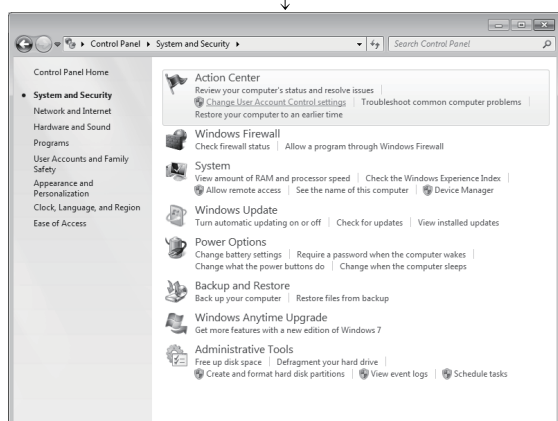 Control Panel ▸ System and Security ▸
Search Control Panel
Control Panel Home
System and Security
Network and Internet
Hardware and Sound
Programs
User Accounts and Family
Safety
Appearance and
Personalization
Clock, Language, and Region
Ease of Access
Action Center
Review your computer's status and resolve issues
Change User Account Control settings | Troubleshoot common computer problems
Restore your computer to an earlier time
Windows Firewall
Check firewall status | Allow a program through Windows Firewall
System
View amount of RAM and processor speed | Check the Windows Experience Index
Allow remote access | See the name of this computer | Device Manager
Windows Update
Turn automatic updating on or off | Check for updates | View installed updates
Power Options
Change battery settings | Require a password when the computer wakes
Change what the power buttons do | Change when the computer sleeps
Backup and Restore
Back up your computer | Restore files from backup
Windows Anytime Upgrade
Get more features with a new edition of Windows 7
Administrative Tools
Free up disk space | Defragment your hard drive
Create and format hard disk partitions | View event logs | Schedule tasks